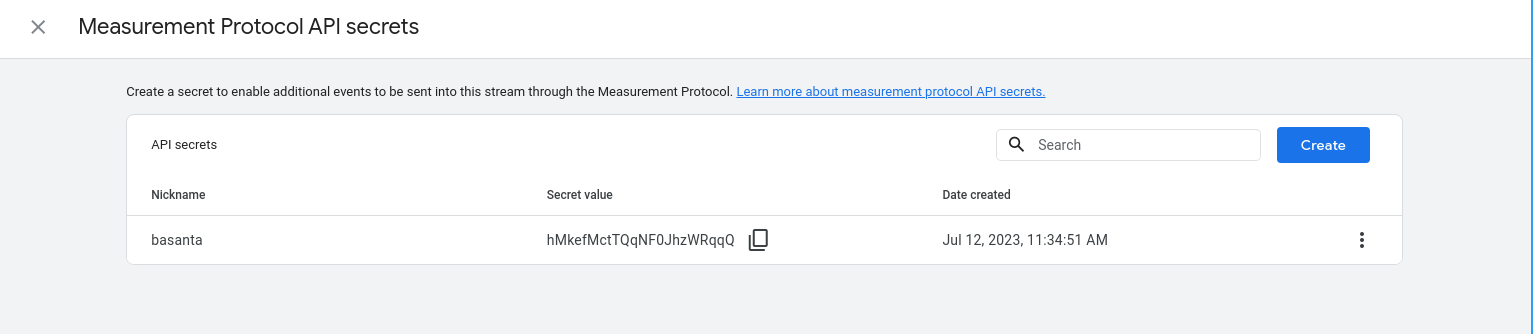 Measurement Protocol API secrets
Create a secret to enable additional events to be sent into this stream through the Measurement Protocol. Learn more about measurement protocol API secrets.
API secrets
Search
Create
Nickname
Secret value
Date created
basanta
hMkefMctTQqNF0JhzWRqqQ
Jul 12, 2023, 11:34:51 AM